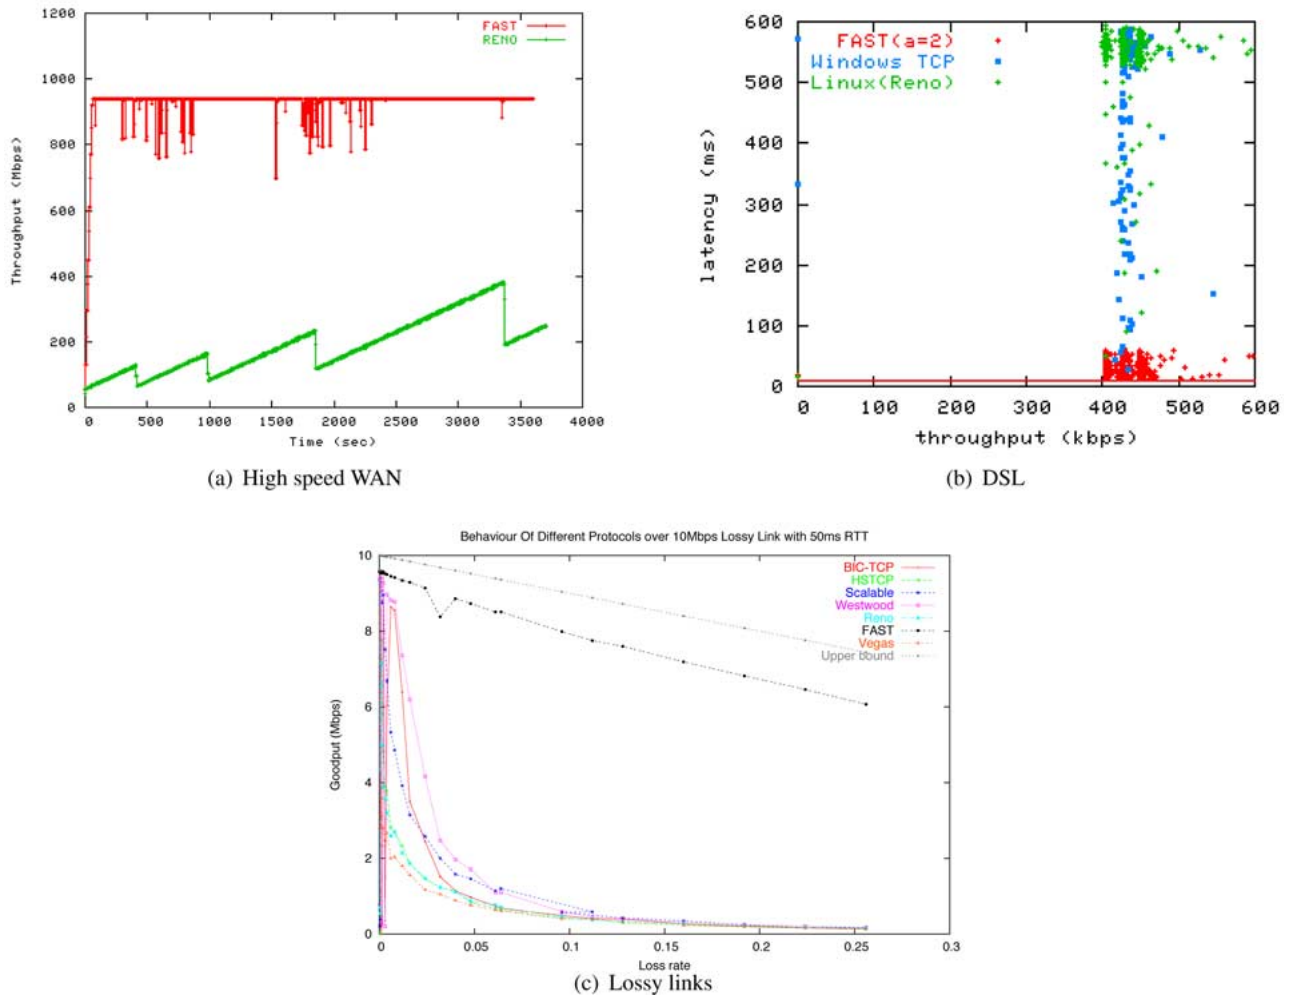 FAST
RENO
1200
1000
800
600
400
200
0
Throughput (Mbps)
0 500 1000 1500 2000 2500 3000 3500 4000
Time (sec)
(a) High speed WAN
FAST(a=2)
Windows TCP
Linux(Reno)
600
500
400
300
200
100
0
latency (ms)
0 100 200 300 400 500 600
throughput (kbps)
(b) DSL
Behaviour Of Different Protocols over 10Mbps Lossy Link with 50ms RTT
BIC-TCP
HSTCP
Scalable
Westwood
Reno
FAST
Vegas
Upper bound
10
8
6
4
2
0
Goodput (Mbps)
0 0.05 0.1 0.15 0.2 0.25 0.3
Loss rate
(c) Lossy links